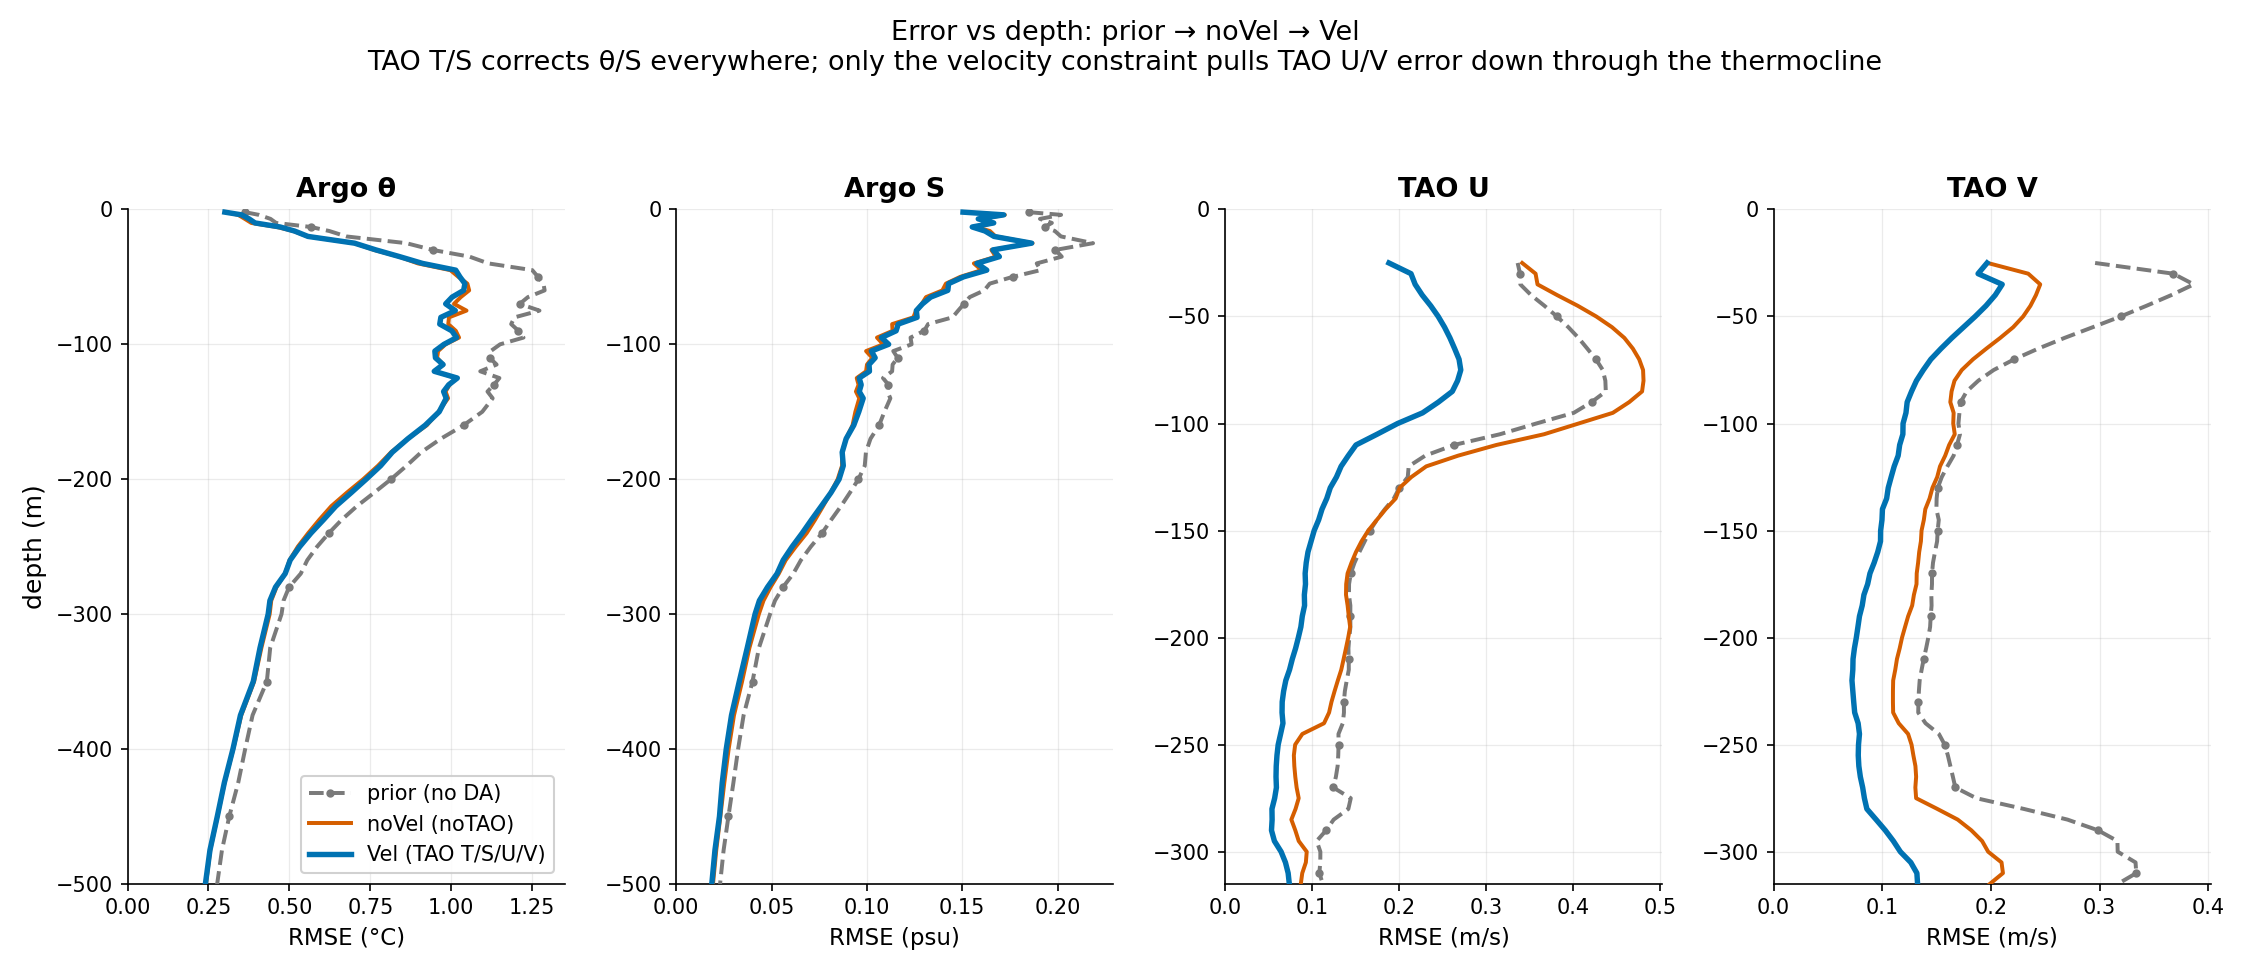 Error vs depth: prior → noVel → Vel
TAO T/S corrects θ/S everywhere; only the velocity constraint pulls TAO U/V error down through the thermocline
Argo θ
depth (m)
0
−100
−200
−300
−400
−500
0.00 0.25 0.50 0.75 1.00 1.25
RMSE (°C)
prior (no DA)
noVel (noTAO)
Vel (TAO T/S/U/V)
Argo S
0
−100
−200
−300
−400
−500
0.00 0.05 0.10 0.15 0.20
RMSE (psu)
TAO U
0
−50
−100
−150
−200
−250
−300
0.0 0.1 0.2 0.3 0.4 0.5
RMSE (m/s)
TAO V
0
−50
−100
−150
−200
−250
−300
0.0 0.1 0.2 0.3 0.4
RMSE (m/s)